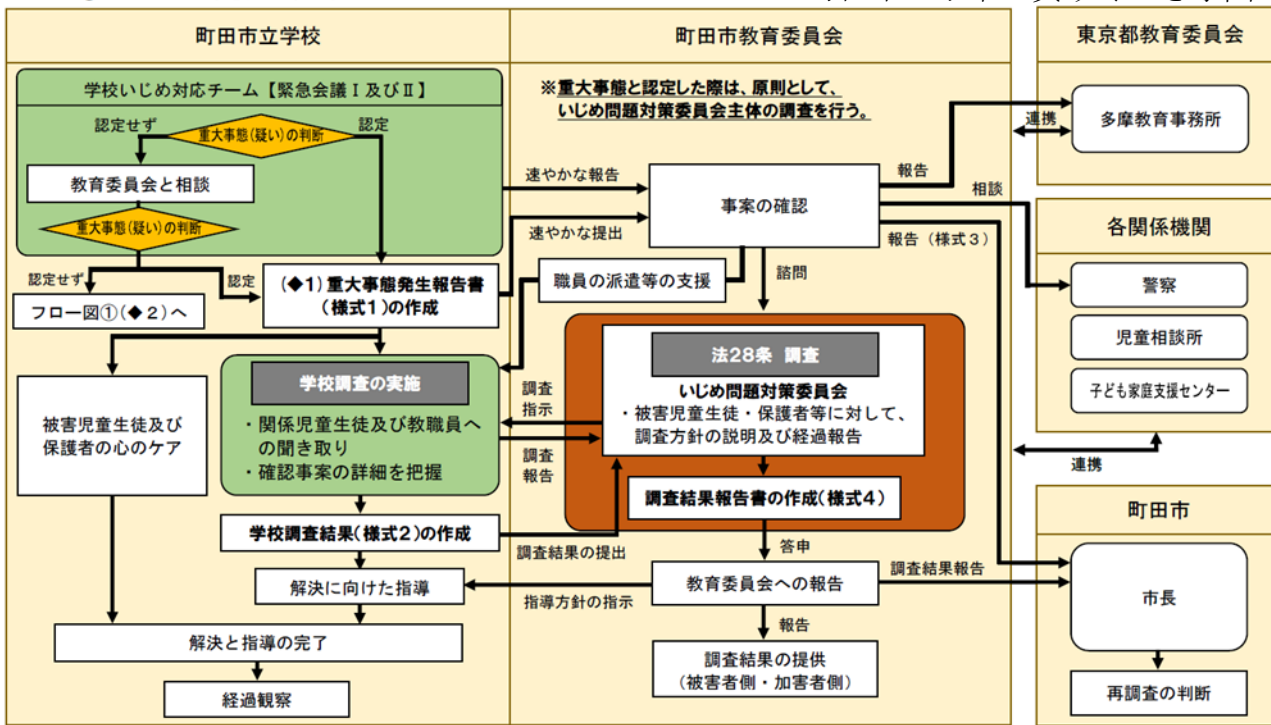 町田市立学校
学校いじめ対応チーム【緊急会議Ⅰ及びⅡ】
認定せず
重大事態(疑い)の判断
認定
教育委員会と相談
重大事態(疑い)の判断
認定せず
認定
フロー図①(◆2)へ
(◆1)重大事態発生報告書
(様式1)の作成
被害児童生徒及び
保護者の心のケア
学校調査の実施
・関係児童生徒及び教職員へ
の聞き取り
・確認事案の詳細を把握
学校調査結果(様式2)の作成
解決に向けた指導
解決と指導の完了
経過観察
町田市教育委員会
※重大事態と認定した際は、原則として、
いじめ問題対策委員会主体の調査を行う。
速やかな報告
速やかな提出
事案の確認
職員の派遣等の支援
諮問
報告
相談
報告(様式3)
法28条 調査
いじめ問題対策委員会
・被害児童生徒・保護者等に対して、
調査方針の説明及び経過報告
調査
指示
調査
報告
調査結果報告書の作成(様式4)
調査結果の提出
答申
教育委員会への報告
指導方針の指示
調査結果報告
報告
調査結果の提供
(被害者側・加害者側)
東京都教育委員会
連携
多摩教育事務所
各関係機関
警察
児童相談所
子ども家庭支援センター
連携
町田市
市長
再調査の判断